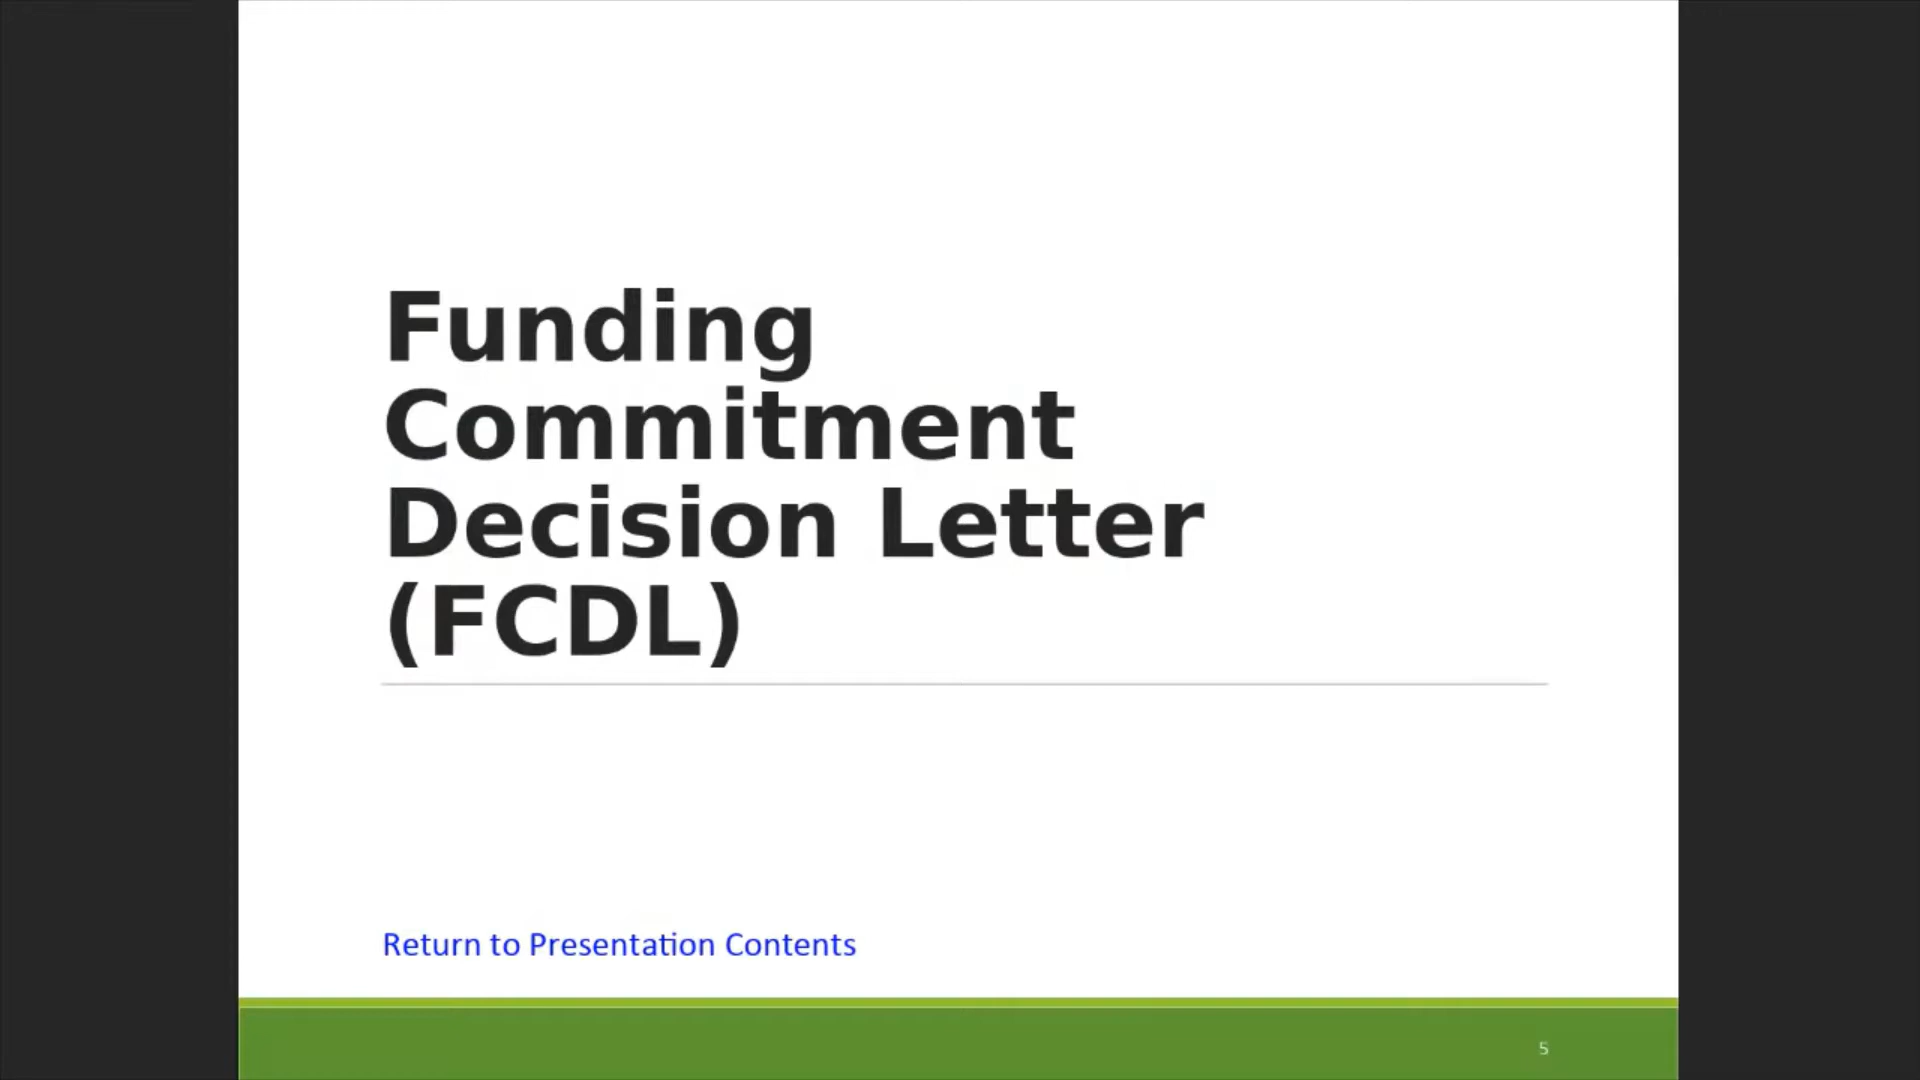 Funding
Commitment
Decision Letter
(FCDL)
Return to Presentation Contents
5